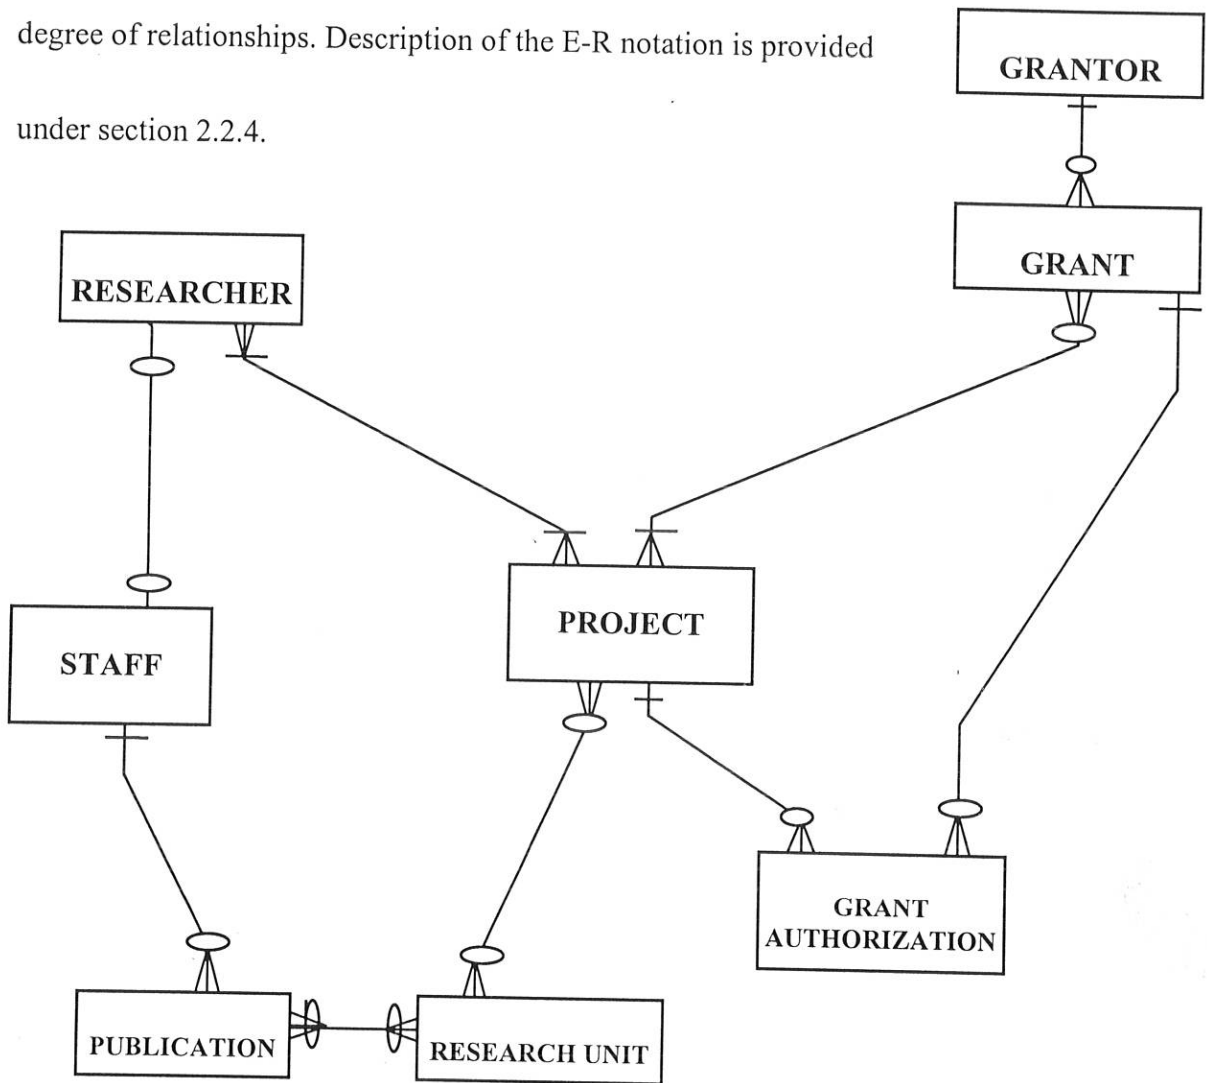 degree of relationships. Description of the E-R notation is provided
under section 2.2.4.
GRANTOR
GRANT
RESEARCHER
PROJECT
STAFF
GRANT
AUTHORIZATION
PUBLICATION
RESEARCH UNIT